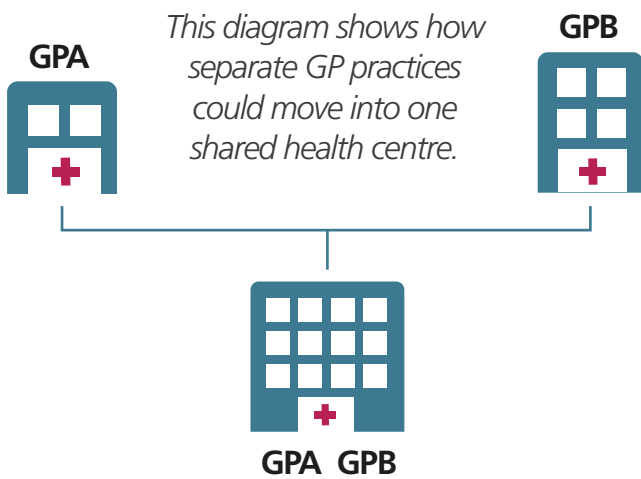 This diagram shows how
separate GP practices
could move into one
shared health centre.
GPA
GPB
GPA GPB